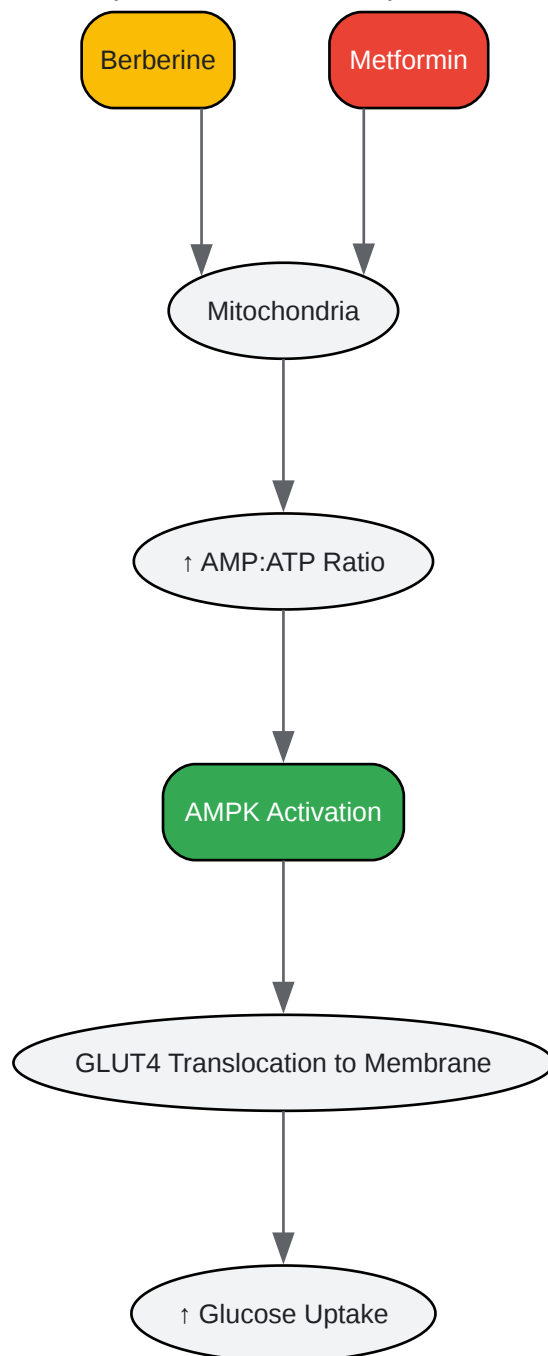 Berberine
Metformin
Mitochondria
↑ AMP:ATP Ratio
AMPK Activation
GLUT4 Translocation to Membrane
↑ Glucose Uptake